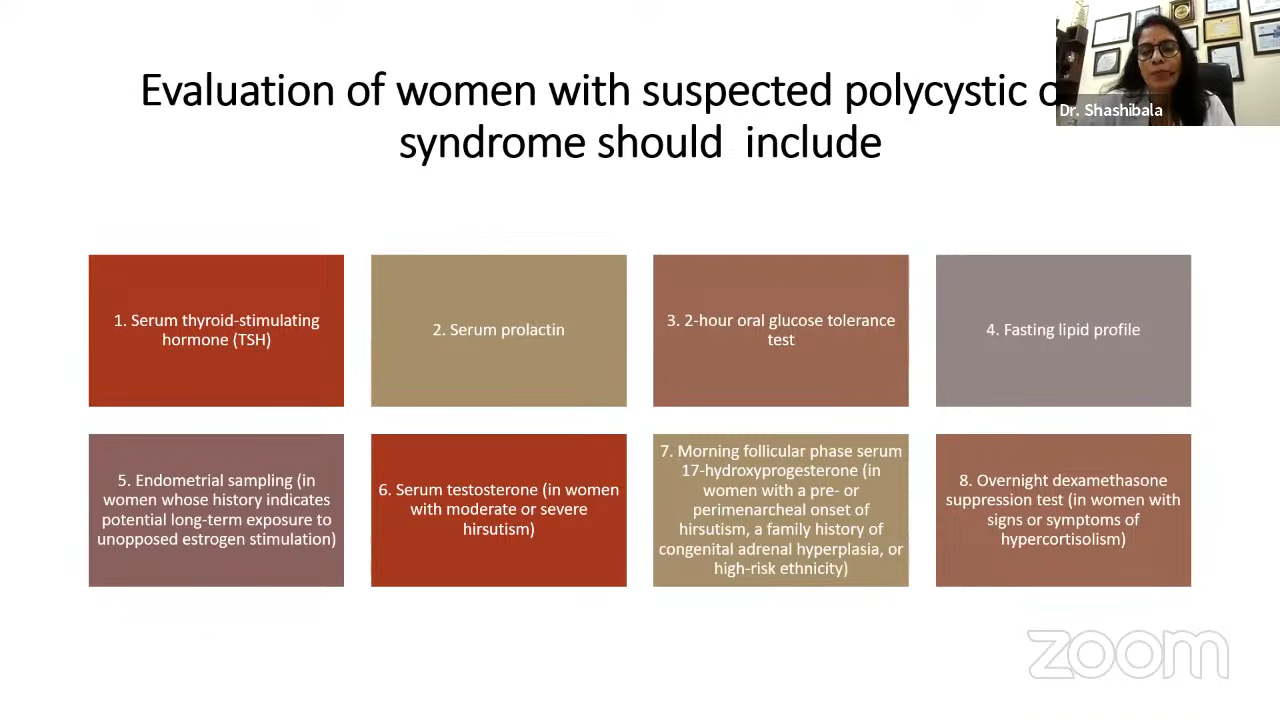 Evaluation of women with suspected polycystic
syndrome should include
Dr. Shashibala
1. Serum thyroid-stimulating
hormone (TSH)
2. Serum prolactin
3. 2-hour oral glucose tolerance
test
4. Fasting lipid profile
5. Endometrial sampling (in
women whose history indicates
potential long-term exposure to
unopposed estrogen stimulation)
6. Serum testosterone (in women
with moderate or severe
hirsutism)
7. Morning follicular phase serum
17-hydroxyprogesterone (in
women with a pre- or
perimenarcheal onset of
hirsutism, a family history of
congenital adrenal hyperplasia, or
high-risk ethnicity)
8. Overnight dexamethasone
suppression test (in women with
signs or symptoms of
hypercortisolism)
zoom